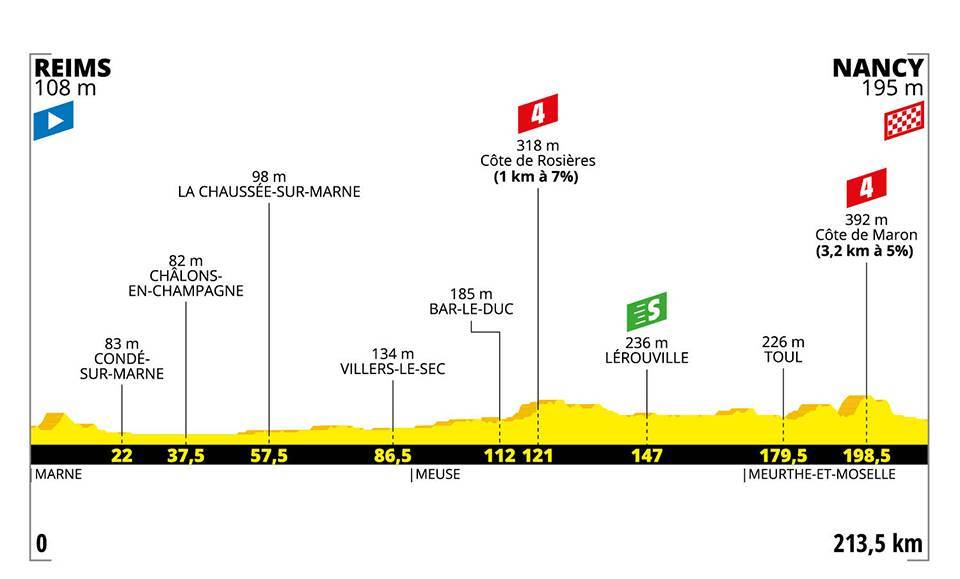 REIMS
108 m
NANCY
195 m
4
318 m
Côte de Rosières
(1 km à 7%)
98 m
LA CHAUSSÉE-SUR-MARNE
4
392 m
Côte de Maron
(3,2 km à 5%)
82 m
CHÂLONS-
EN-CHAMPAGNE
185 m
BAR-LE-DUC
S
236 m
LÉROUVILLE
83 m
CONDÉ-
SUR-MARNE
134 m
VILLERS-LE-SEC
226 m
TOUL
22 37,5 57,5 86,5 112 121 147 179,5 198,5
MARNE MEUSE MEURTHE-ET-MOSELLE
0 213,5 km